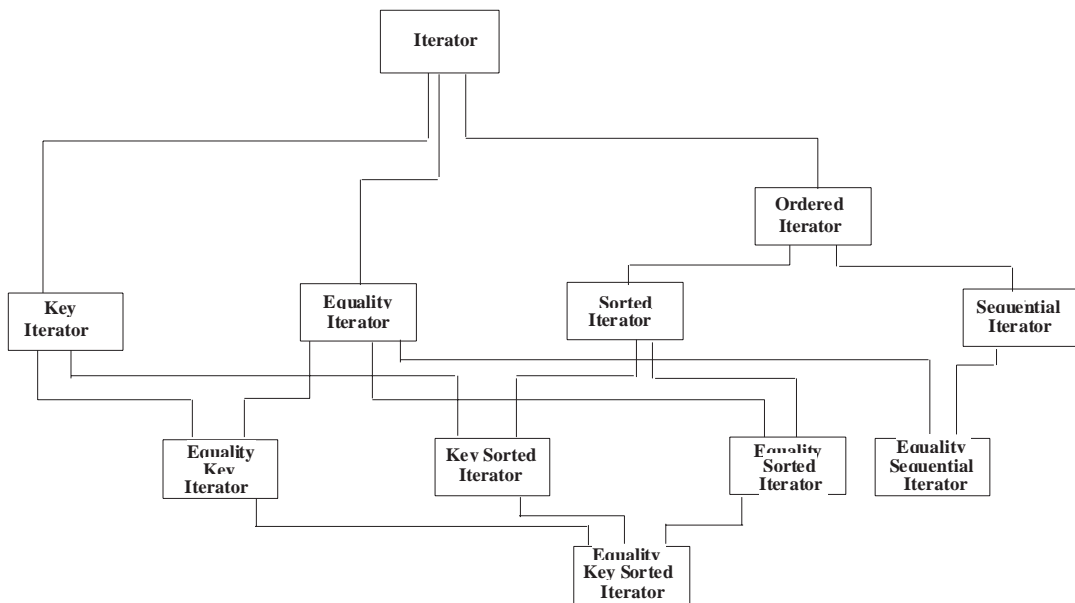 Iterator
Ordered
Iterator
Key
Iterator
Equality
Iterator
Sorted
Iterator
Sequential
Iterator
Equality
Key
Iterator
Key Sorted
Iterator
Equality
Sorted
Iterator
Equality
Sequential
Iterator
Equality
Key Sorted
Iterator